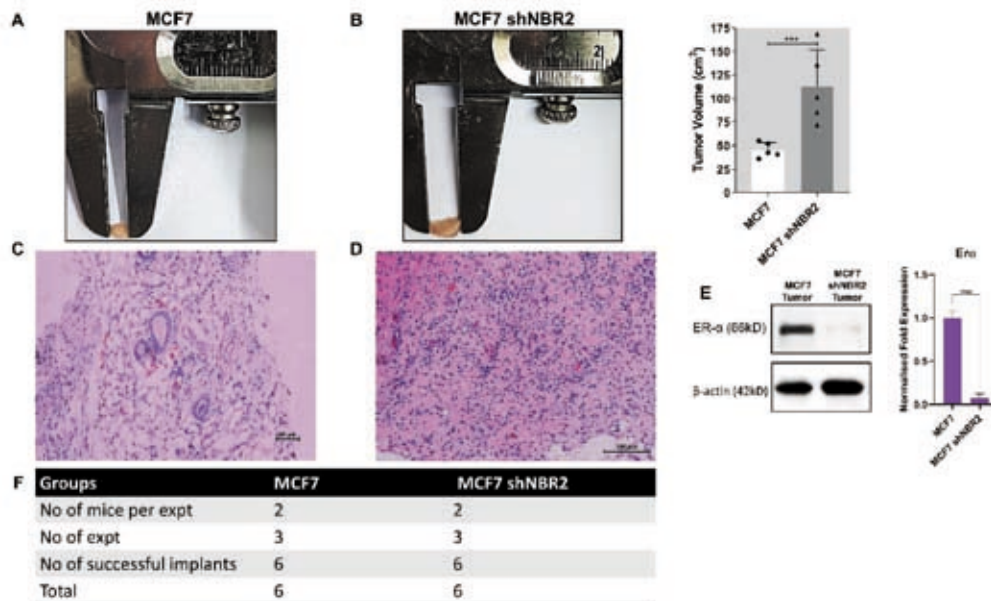 A MCF7
B MCF7 shNBR2
Tumor Volume (cm³)
175
150
125
100
75
50
25
0
***
MCF7
MCF7 shNBR2
2
C
D
E
MCF7 Tumor
MCF7 shNBR2 Tumor
ER-α (66kD)
β-actin (42kD)
Erα
Normalised Fold Expression
1.5
1.0
0.5
0.0
MCF7
MCF7 shNBR2
F Groups MCF7 MCF7 shNBR2
No of mice per expt 2 2
No of expt 3 3
No of successful implants 6 6
Total 6 6